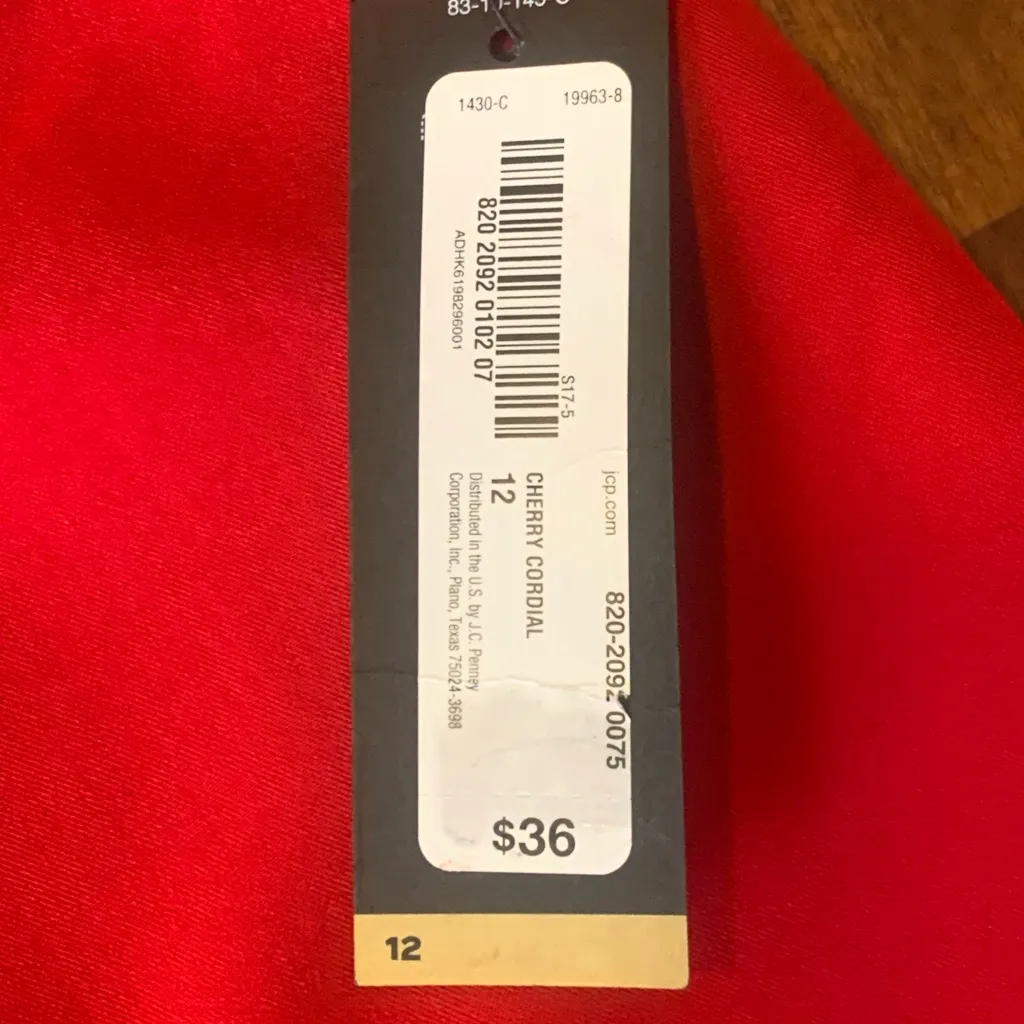 1430-C 19963-8
820 2092 0102 07
ADHK6198296001
S17-5
jcp.com 820-2092 0075
CHERRY CORDIAL
12
Distributed in the U.S. by J.C. Penney
Corporation, Inc., Plano, Texas 75024-3698
$36
12